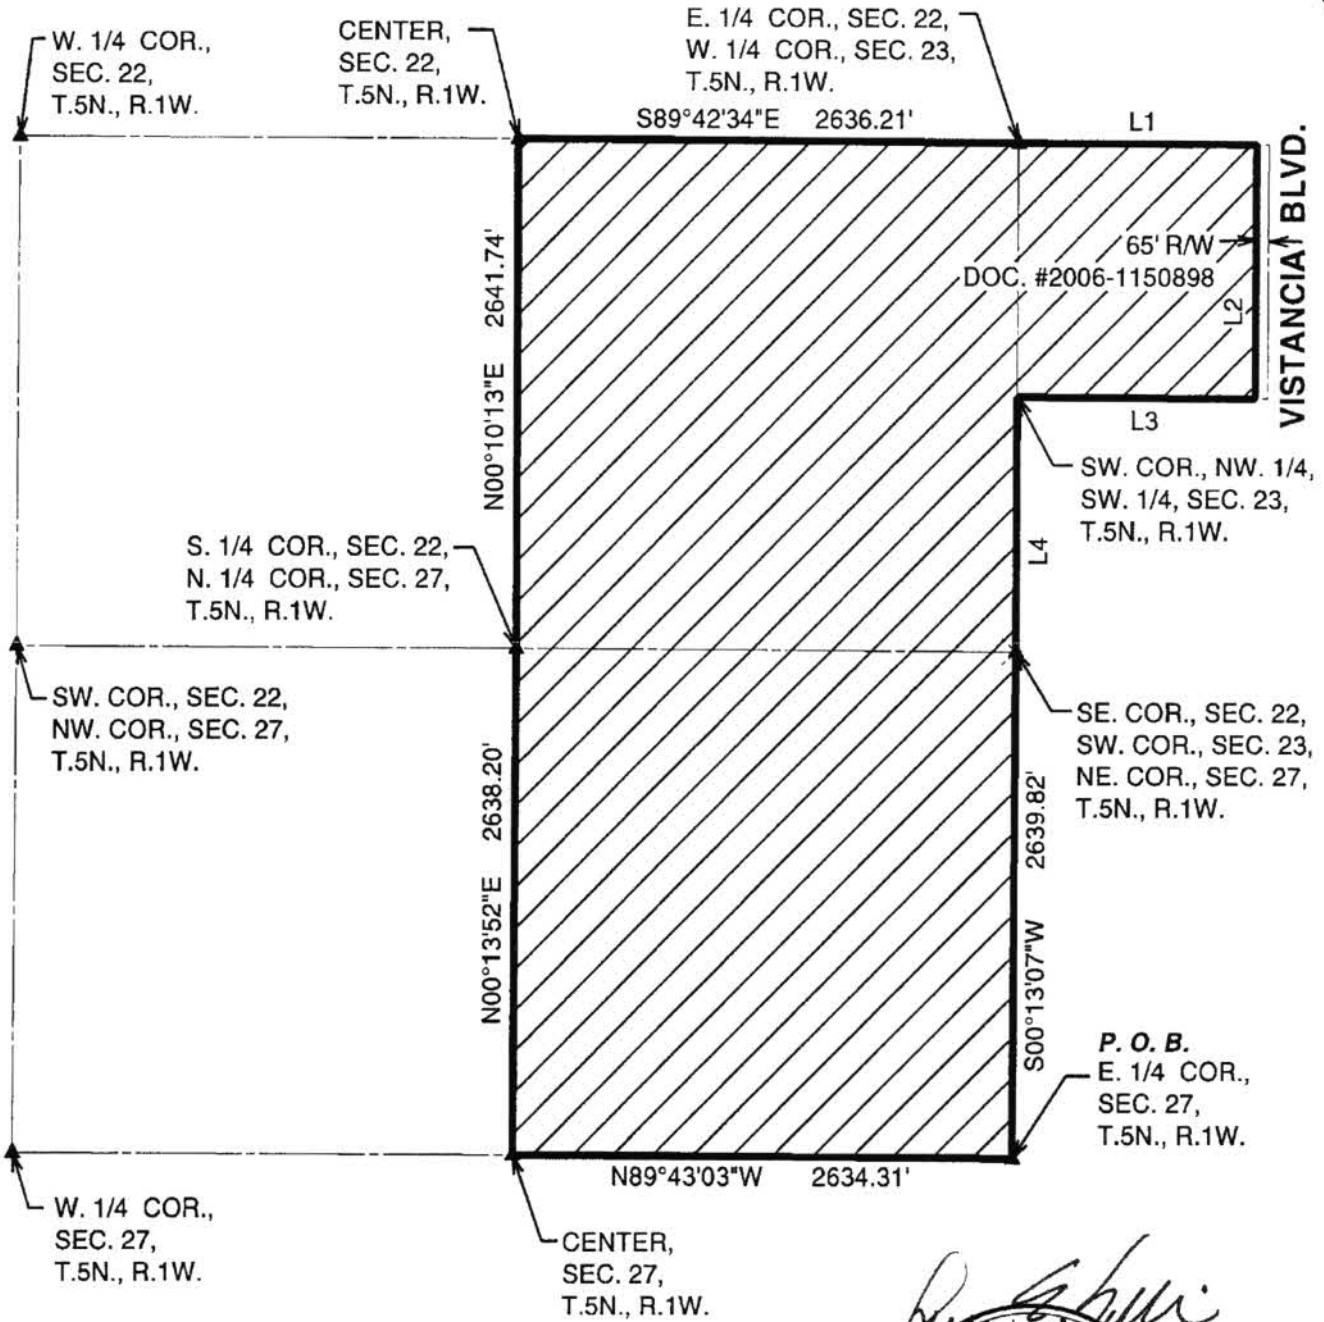 W. 1/4 COR.,
SEC. 22,
T.5N., R.1W.
CENTER,
SEC. 22,
T.5N., R.1W.
E. 1/4 COR., SEC. 22,
W. 1/4 COR., SEC. 23,
T.5N., R.1W.
S89°42'34"E 2636.21'
L1
VISTANCIA BLVD.
65' R/W
DOC. #2006-1150898
L2
L3
N00°10'13"E 2641.74'
SW. COR., NW. 1/4,
SW. 1/4, SEC. 23,
T.5N., R.1W.
L4
S. 1/4 COR., SEC. 22,
N. 1/4 COR., SEC. 27,
T.5N., R.1W.
SW. COR., SEC. 22,
NW. COR., SEC. 27,
T.5N., R.1W.
SE. COR., SEC. 22,
SW. COR., SEC. 23,
NE. COR., SEC. 27,
T.5N., R.1W.
N00°13'52"E 2638.20'
S00°13'07"W 2639.82'
P. O. B.
E. 1/4 COR.,
SEC. 27,
T.5N., R.1W.
N89°43'03"W 2634.31'
W. 1/4 COR.,
SEC. 27,
T.5N., R.1W.
CENTER,
SEC. 27,
T.5N., R.1W.